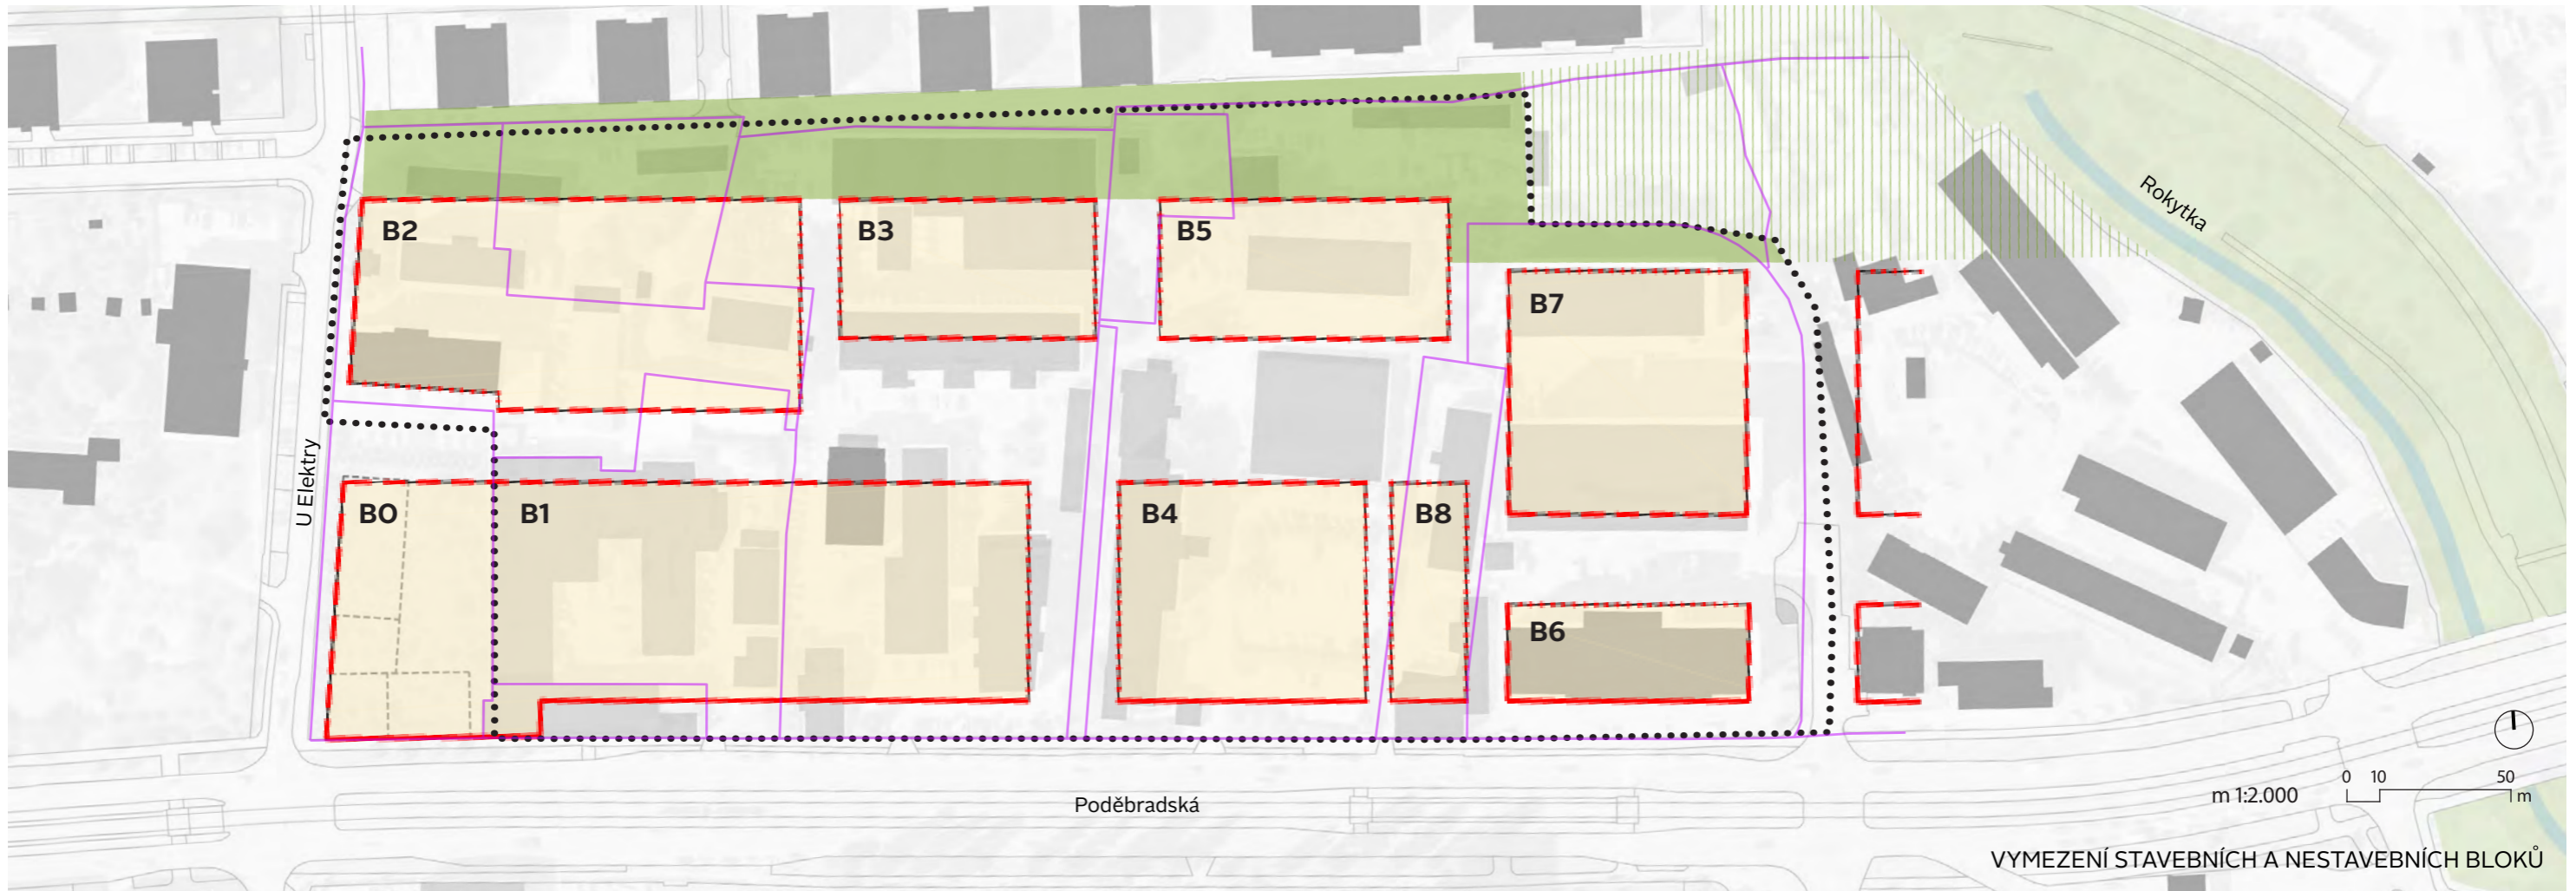 Rokytka
B2
B3
B5
B7
U Elektry
B0
B1
B4
B8
B6
Poděbradská
0 10 50
m 1:2.000
m
VYMEZENÍ STAVEBNÍCH A NESTAVEBNÍCH BLOKŮ